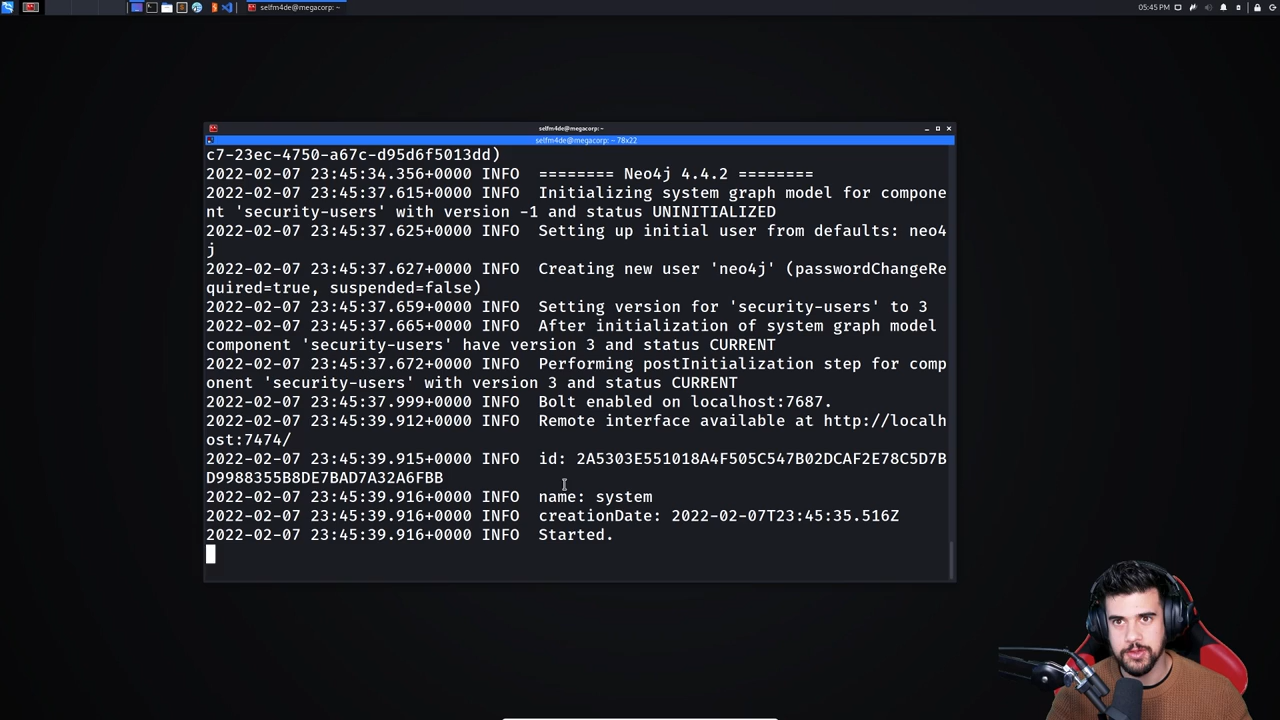 selfm4de@megacorp: ~
05:45 PM
selfm4de@megacorp:~
selfm4de@megacorp: ~ 78x22
c7-23ec-4750-a67c-d95d6f5013dd)
2022-02-07 23:45:34.356+0000 INFO  ======== Neo4j 4.4.2 ========
2022-02-07 23:45:37.615+0000 INFO  Initializing system graph model for compone
nt 'security-users' with version -1 and status UNINITIALIZED
2022-02-07 23:45:37.625+0000 INFO  Setting up initial user from defaults: neo4
j
2022-02-07 23:45:37.627+0000 INFO  Creating new user 'neo4j' (passwordChangeRe
quired=true, suspended=false)
2022-02-07 23:45:37.659+0000 INFO  Setting version for 'security-users' to 3
2022-02-07 23:45:37.665+0000 INFO  After initialization of system graph model
component 'security-users' have version 3 and status CURRENT
2022-02-07 23:45:37.672+0000 INFO  Performing postInitialization step for comp
onent 'security-users' with version 3 and status CURRENT
2022-02-07 23:45:37.999+0000 INFO  Bolt enabled on localhost:7687.
2022-02-07 23:45:39.912+0000 INFO  Remote interface available at http://localh
ost:7474/
2022-02-07 23:45:39.915+0000 INFO  id: 2A5303E551018A4F505C547B02DCAF2E78C5D7B
D9988355B8DE7BAD7A32A6FBB
2022-02-07 23:45:39.916+0000 INFO  name: system
2022-02-07 23:45:39.916+0000 INFO  creationDate: 2022-02-07T23:45:35.516Z
2022-02-07 23:45:39.916+0000 INFO  Started.